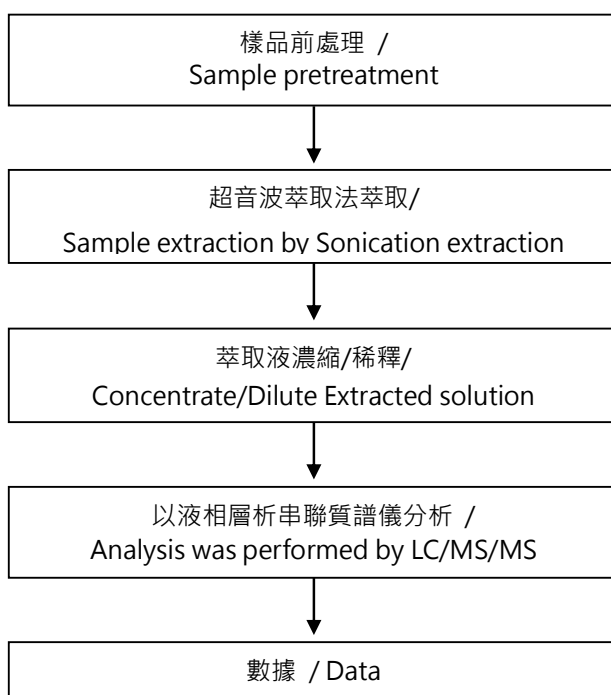 樣品前處理 /
Sample pretreatment
超音波萃取法萃取/
Sample extraction by Sonication extraction
萃取液濃縮/稀釋/
Concentrate/Dilute Extracted solution
以液相層析串聯質譜儀分析 /
Analysis was performed by LC/MS/MS
數據 / Data